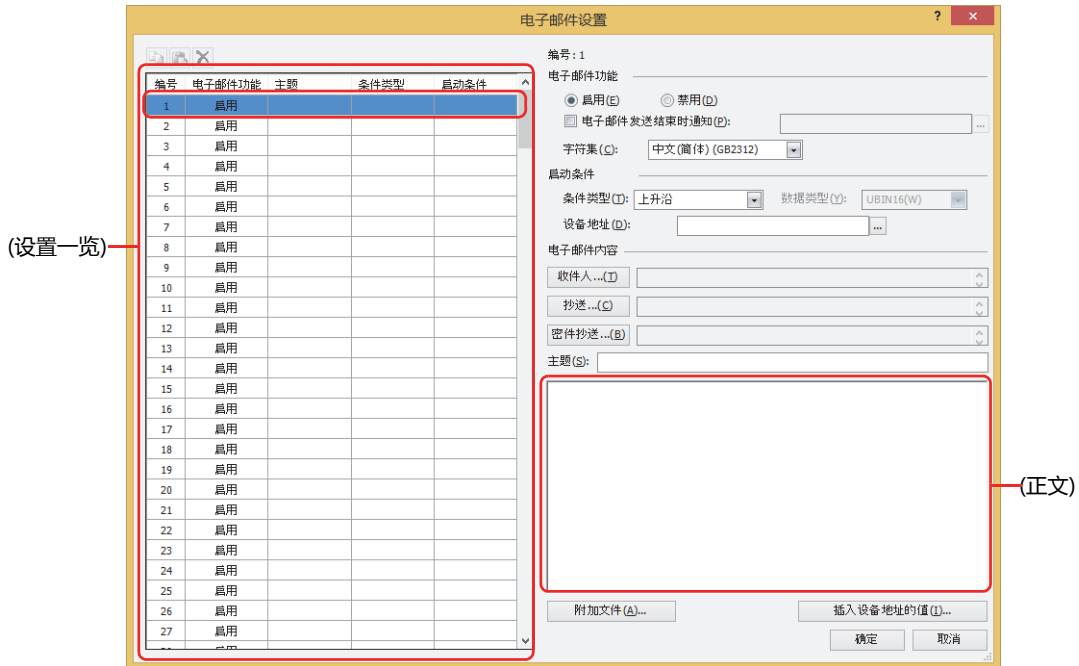 电子邮件设置
?
(设置一览)
编号 电子邮件功能 主题 条件类型 启动条件
1 启用
2 启用
3 启用
4 启用
5 启用
6 启用
7 启用
8 启用
9 启用
10 启用
11 启用
12 启用
13 启用
14 启用
15 启用
16 启用
17 启用
18 启用
19 启用
20 启用
21 启用
22 启用
23 启用
24 启用
25 启用
26 启用
27 启用
编号:1
电子邮件功能
启用(E) 禁用(D)
电子邮件发送结束时通知(P): ...
字符集(C): 中文(简体) (GB2312)
启动条件
条件类型(T): 上升沿 数据类型(Y): UBIN16(W)
设备地址(D): ...
电子邮件内容
收件人...(T)
抄送...(C)
密件抄送...(B)
主题(S):
(正文)
附加文件(A)... 插入设备地址的值(I)...
确定 取消